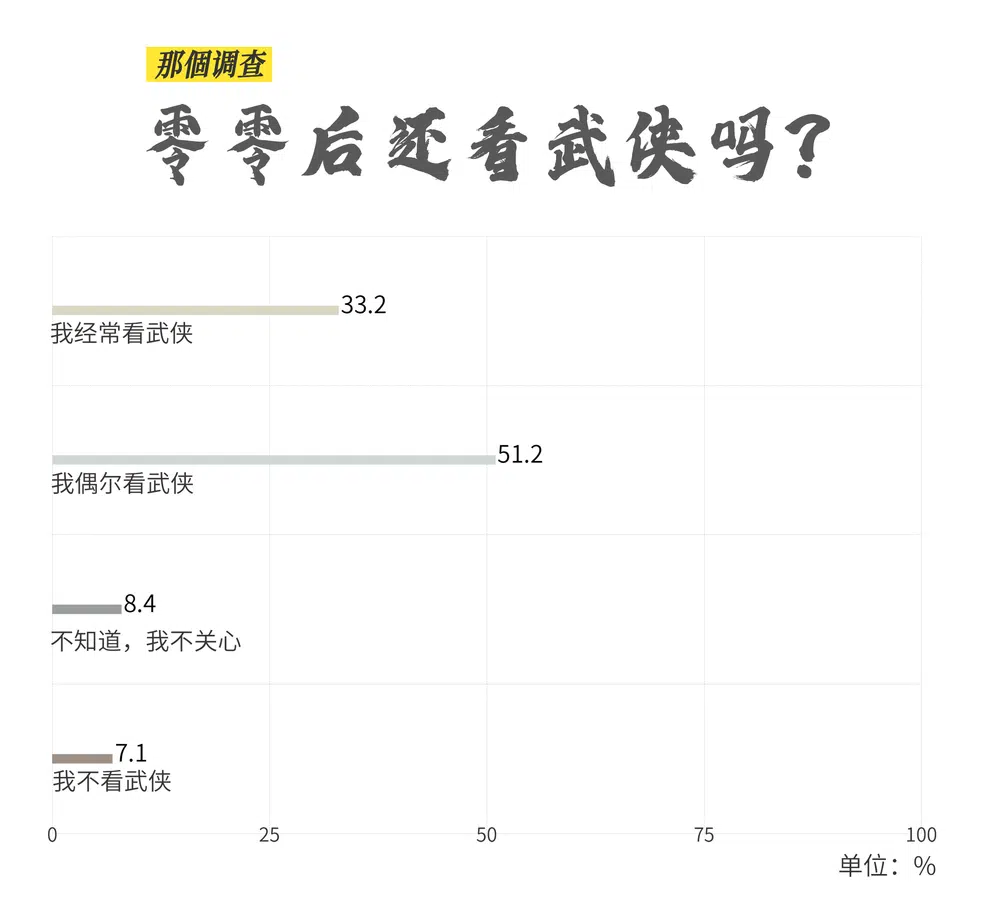 那個调查
零零后还看武侠吗？
33.2
我经常看武侠
51.2
我偶尔看武侠
8.4
不知道，我不关心
7.1
我不看武侠
0 25 50 75 100
单位：%